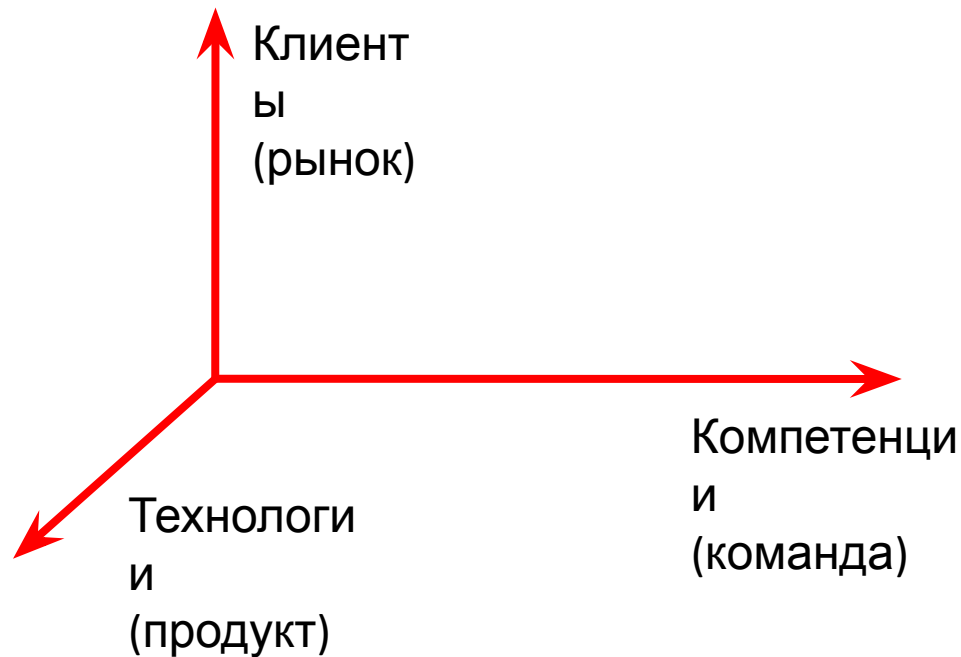 Клиент
ы
(рынок)
Компетенци
и
(команда)
Технологи
и
(продукт)